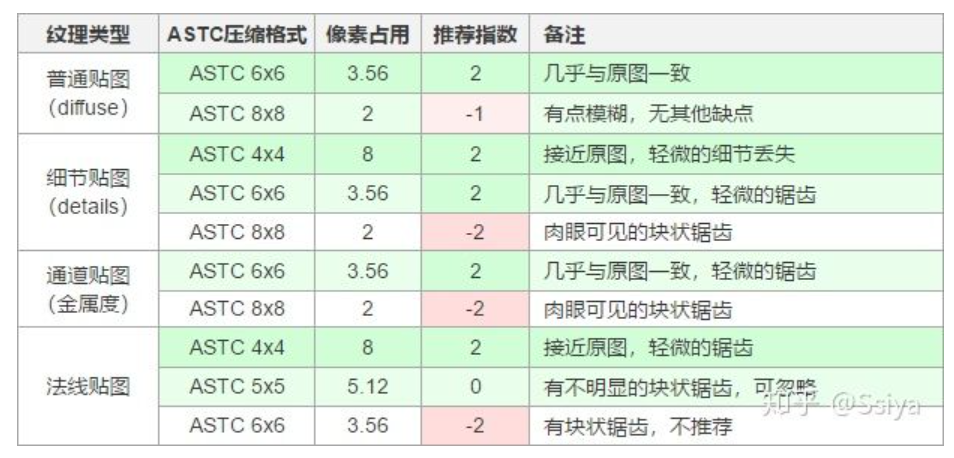 纹理类型 ASTC压缩格式 像素占用 推荐指数 备注
普通贴图
(diffuse)
ASTC 6x6 3.56 2 几乎与原图一致
ASTC 8x8 2 -1 有点模糊，无其他缺点
细节贴图
(details)
ASTC 4x4 8 2 接近原图，轻微的细节丢失
ASTC 6x6 3.56 2 几乎与原图一致，轻微的锯齿
ASTC 8x8 2 -2 肉眼可见的块状锯齿
通道贴图
(金属度)
ASTC 6x6 3.56 2 几乎与原图一致，轻微的锯齿
ASTC 8x8 2 -2 肉眼可见的块状锯齿
法线贴图
ASTC 4x4 8 2 接近原图，轻微的锯齿
ASTC 5x5 5.12 0 有不明显的块状锯齿，可忽略
ASTC 6x6 3.56 -2 有块状锯齿，不推荐
知乎 @Ssiya